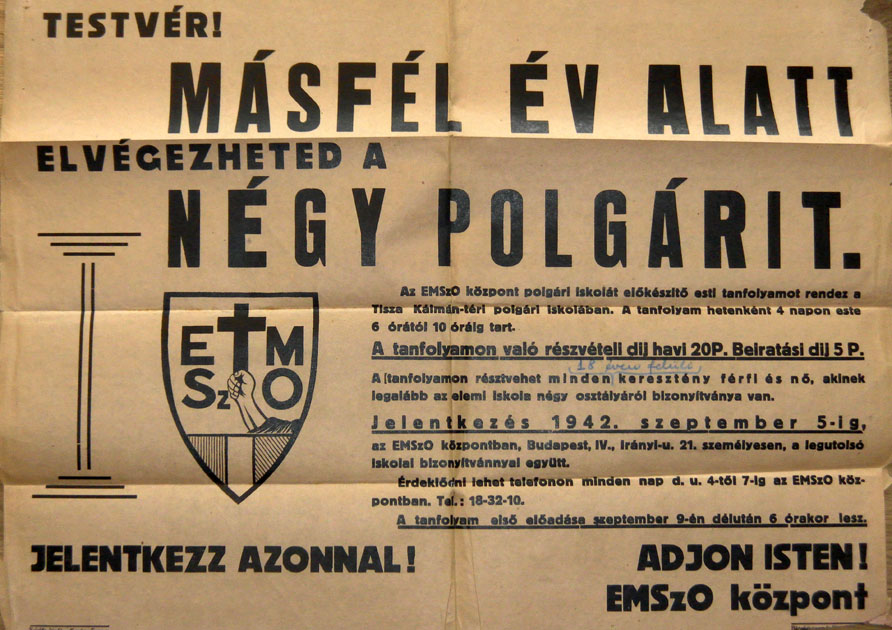 TESTVÉR!
MÁSFÉL ÉV ALATT
ELVÉGEZHETED A
NÉGY POLGÁRIT.
E M
Sz O
Az EMSzO központ polgári iskolát előkészítő esti tanfolyamot rendez a
Tisza Kálmán-téri polgári iskolában. A tanfolyam hetenként 4 napon este
6 órától 10 óráig tart.
A tanfolyamon való részvételi díj havi 20P. Beiratási díj 5 P.
18 éven felüli
A tanfolyamon résztvehet minden keresztény férfi és nő, akinek
legalább az elemi iskola négy osztályáról bizonyítványa van.
Jelentkezés 1942. szeptember 5-ig,
az EMSzO központban, Budapest, IV., Irányi-u. 21. személyesen, a legutolsó
iskolai bizonyítvánnyal együtt.
Érdeklődni lehet telefonon minden nap d. u. 4-től 7-ig az EMSzO köz-
pontban. Tel.: 18-32-10.
A tanfolyam első előadása szeptember 9-én délután 6 órakor lesz.
JELENTKEZZ AZONNAL!
ADJON ISTEN!
EMSzO központ